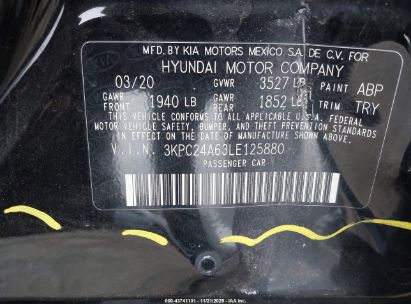 MFD. BY KIA MOTORS MEXICO S.A. DE C.V. FOR
HYUNDAI MOTOR COMPANY
03/20 GVWR 3527 LB PAINT ABP
GAWR FRONT 1940 LB GAWR REAR 1852 LB TRIM TRY
THIS VEHICLE CONFORMS TO ALL APPLICABLE U.S.A. FEDERAL
MOTOR VEHICLE SAFETY, BUMPER, AND THEFT PREVENTION
STANDARDS IN EFFECT ON THE DATE OF MANUFACTURE SHOWN ABOVE.
V.I.N. 3KPC24A63LE125880
PASSENGER CAR